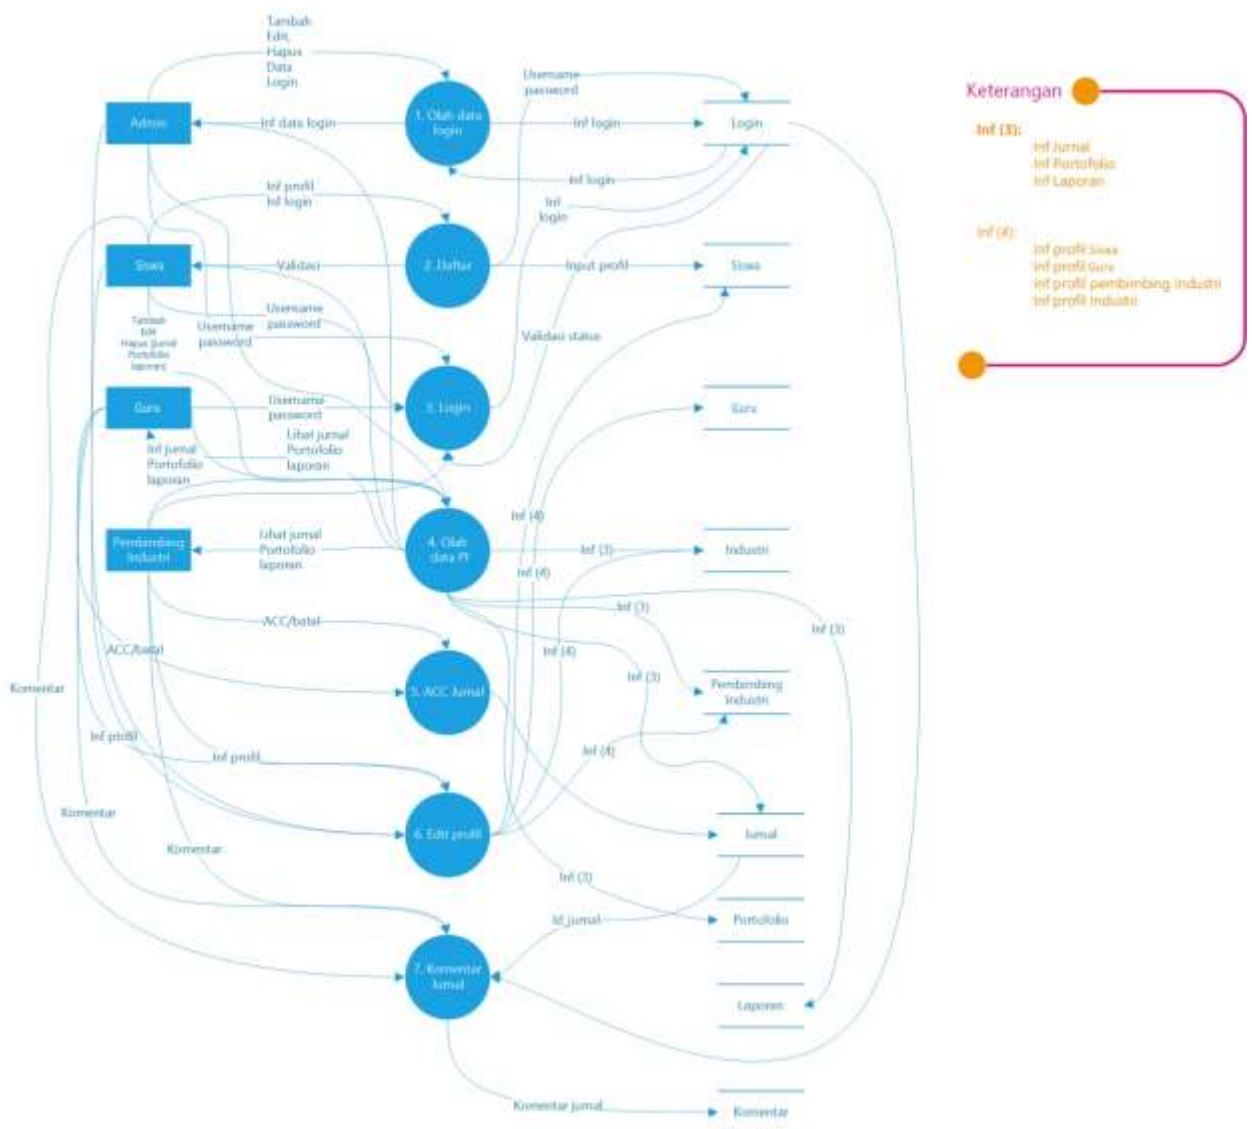 Tambah
Edit,
Hapus
Data
Login
Username
password
Keterangan
Admin
Inf data login
1. Olah data
login
Inf login
Login
Inf (3):
Inf Jurnal
Inf Portofolio
Inf Laporan
Inf login
Inf profil
Inf login
Inf
login
Inf (4):
Inf profil Siswa
Inf profil Guru
Inf profil pembimbing Industri
Inf profil Industri
Siswa
Validasi
2. Daftar
Input profil
Siswa
Tambah
Edit
Hapus (jurnal
Portofolio
laporan)
Username
password
Username
password
Validasi status
Guru
Username
password
3. Login
Guru
Inf jurnal
Portofolio
laporan
Lihat jurnal
Portofolio
laporan
Inf (4)
Pembimbing
Industri
Lihat jurnal
Portofolio
laporan
4. Olah
data PI
Inf (3)
Industri
Inf (4)
Inf (3)
ACC/batal
Inf (3)
ACC/batal
Inf (4)
Inf (3)
Komentar
5. ACC Jurnal
Pembimbing
Industri
Inf profil
Inf profil
Inf (4)
Komentar
6. Edit profil
Jurnal
Komentar
Inf (3)
Id_jurnal
Portofolio
7. Komentar
Jurnal
Laporan
Komentar jurnal
Komentar